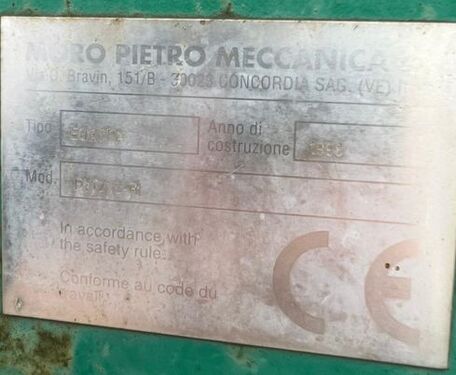 MORO PIETRO MECCANICA
Via G. Bravin, 151/B - 30023 CONCORDIA SAG. (VE)
Tipo
Anno di
costruzione
Mod.
In accordance with
the safety rule
Conforme au code du
travail
CE